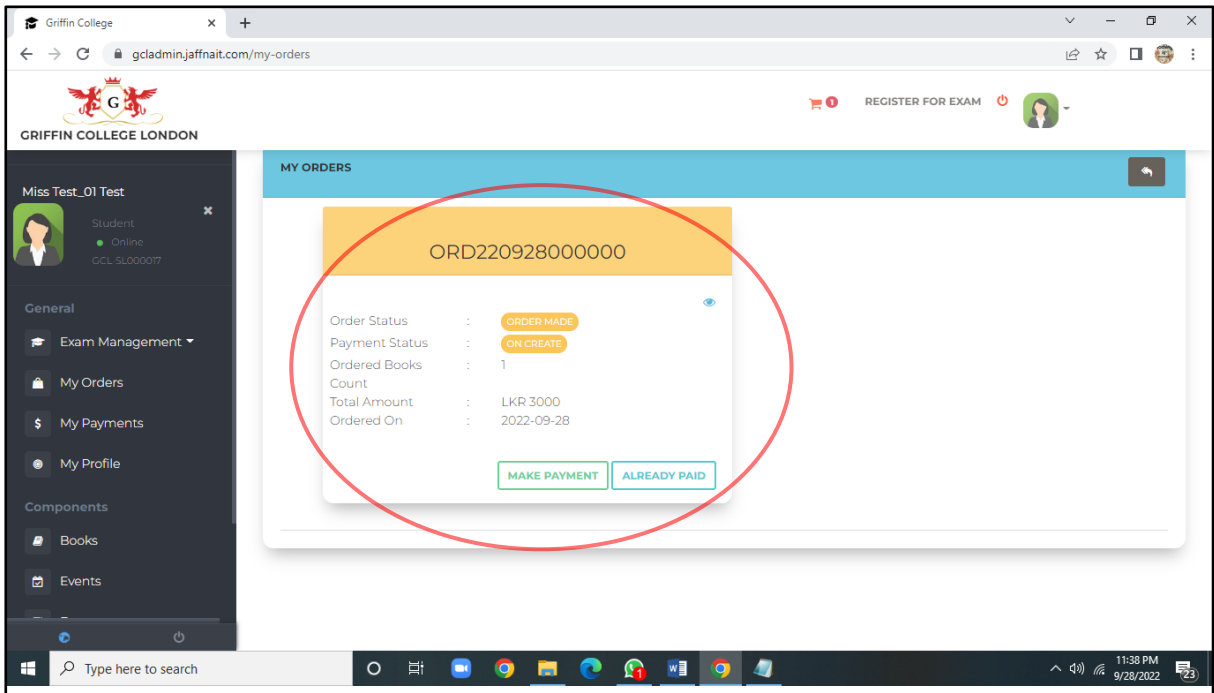 Griffin College
gcladmin.jaffnait.com/my-orders
G
GRIFFIN COLLEGE LONDON
1
REGISTER FOR EXAM
Miss Test_01 Test
Student
Online
GCL-SL000017
General
Exam Management
My Orders
$ My Payments
My Profile
Components
Books
Events
MY ORDERS
ORD220928000000
Order Status : ORDER MADE
Payment Status : ON CREATE
Ordered Books : 1
Count
Total Amount : LKR 3000
Ordered On : 2022-09-28
MAKE PAYMENT ALREADY PAID
Type here to search
1
W
11:38 PM
9/28/2022
23